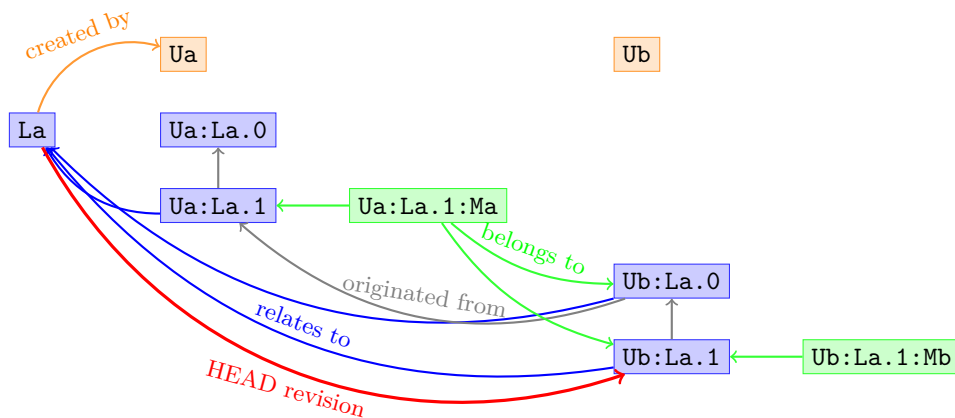 created by
Ua
Ub
La
Ua:La.0
Ua:La.1
Ua:La.1:Ma
belongs to
Ub:La.0
originated from
relates to
Ub:La.1
Ub:La.1:Mb
HEAD revision